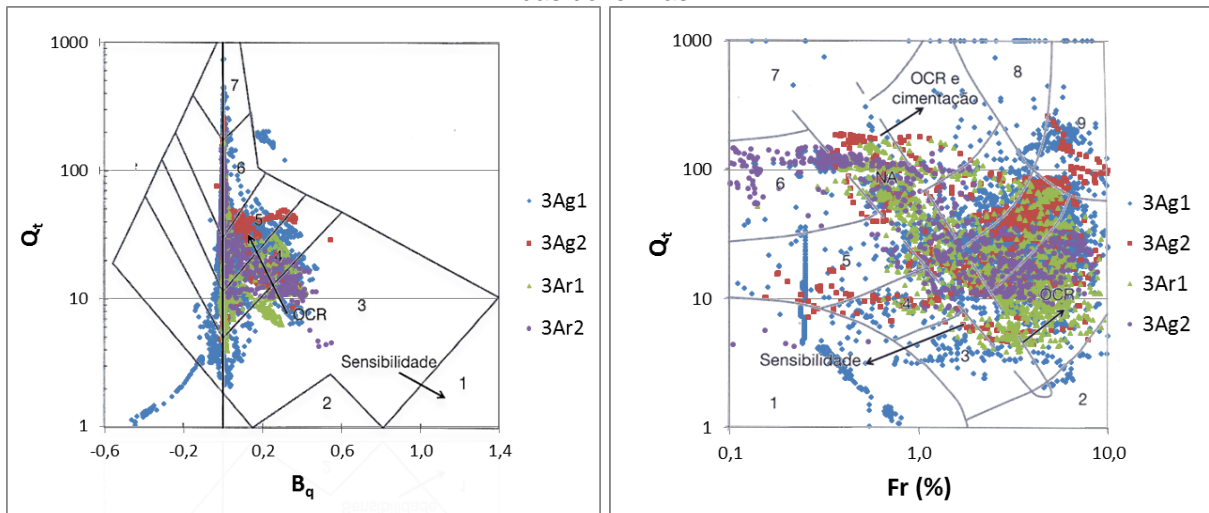 1000
100
10
1
Qt
-0,6
-0,2
0,2
0,6
1,0
1,4
Bq
7
6
5
4
3
OCR
Sensibilidade
1
2
3Ag1
3Ag2
3Ar1
3Ar2
1000
100
10
1
Qt
0,1
1,0
10,0
Fr (%)
7
8
OCR e
cimentação
9
NA
6
5
4
OCR
Sensibilidade
3
1
2
3Ag1
3Ag2
3Ar1
3Ag2